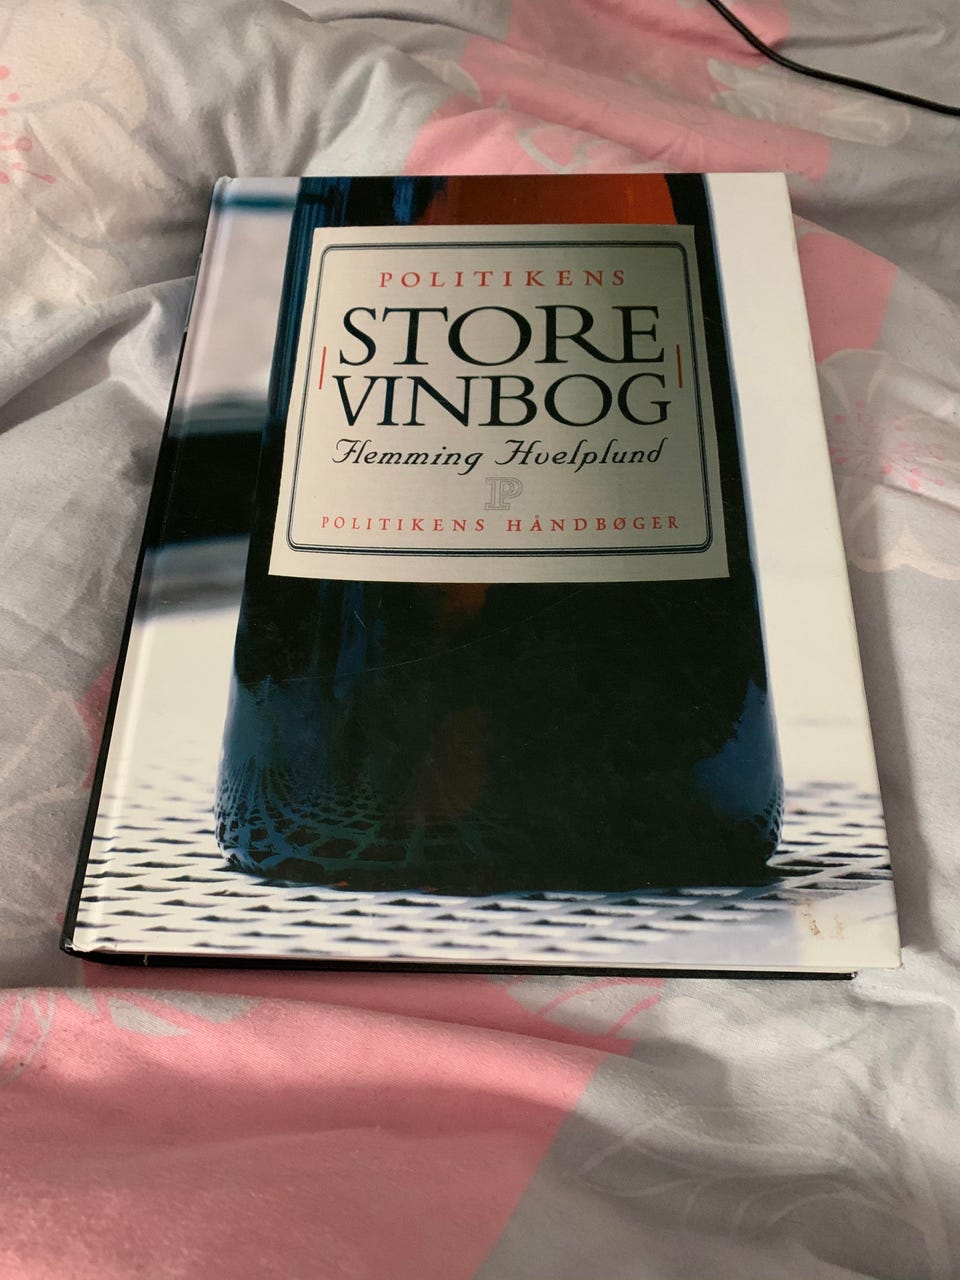 POLITIKENS
STORE
VINBOG
Flemming Hvelplund
P
POLITIKENS HÅNDBØGER